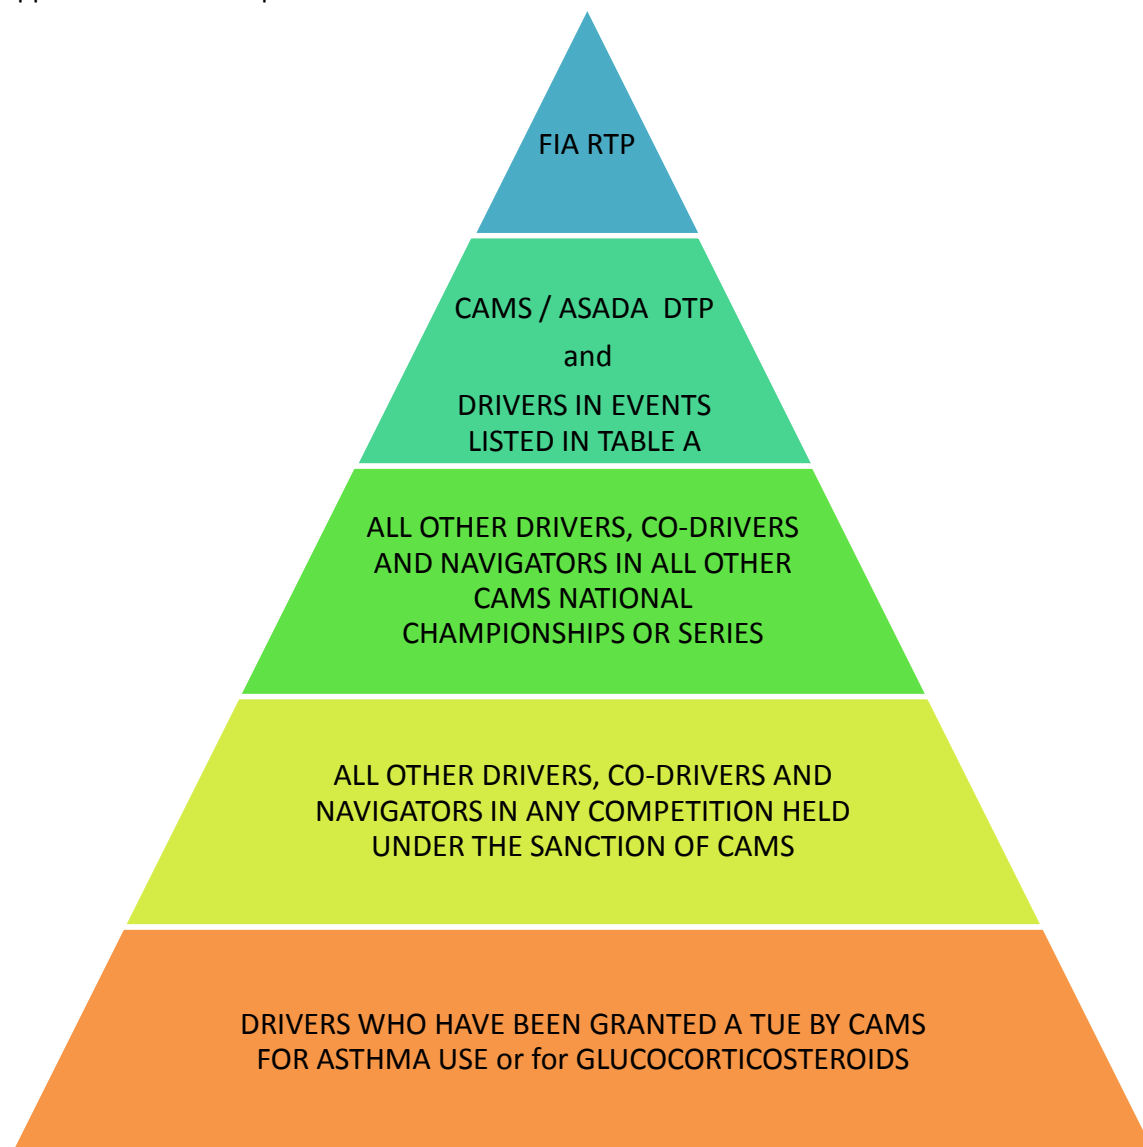 FIA RTP
CAMS / ASADA  DTP
and
DRIVERS IN EVENTS
LISTED IN TABLE A
ALL OTHER DRIVERS, CO-DRIVERS
AND NAVIGATORS IN ALL OTHER
CAMS NATIONAL
CHAMPIONSHIPS OR SERIES
ALL OTHER DRIVERS, CO-DRIVERS AND
NAVIGATORS IN ANY COMPETITION HELD
UNDER THE SANCTION OF CAMS
DRIVERS WHO HAVE BEEN GRANTED A TUE BY CAMS
FOR ASTHMA USE or for GLUCOCORTICOSTEROIDS